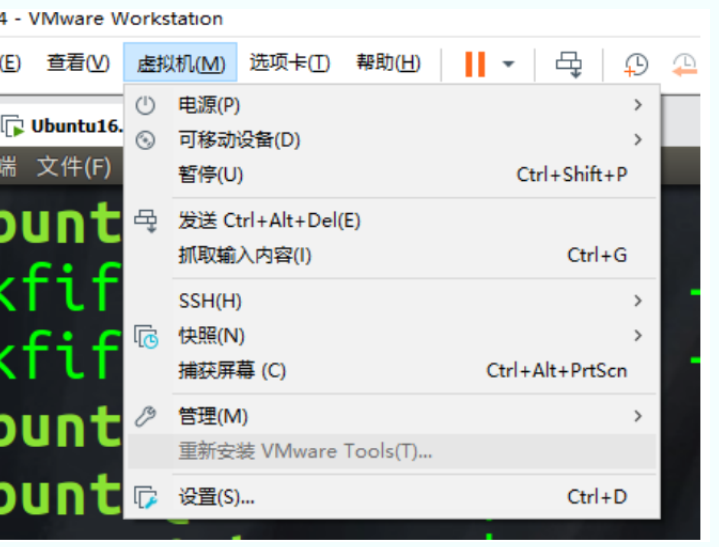 4 - VMware Workstation
(E) 查看(V) 虚拟机(M) 选项卡(T) 帮助(H)
Ubuntu16.
端 文件(F)
电源(P)
可移动设备(D)
暂停(U) Ctrl+Shift+P
发送 Ctrl+Alt+Del(E)
抓取输入内容(I) Ctrl+G
SSH(H)
快照(N)
捕获屏幕 (C) Ctrl+Alt+PrtScn
管理(M)
重新安装 VMware Tools(T)...
设置(S)... Ctrl+D
bunt
kfif
kfif
bunt
bunt